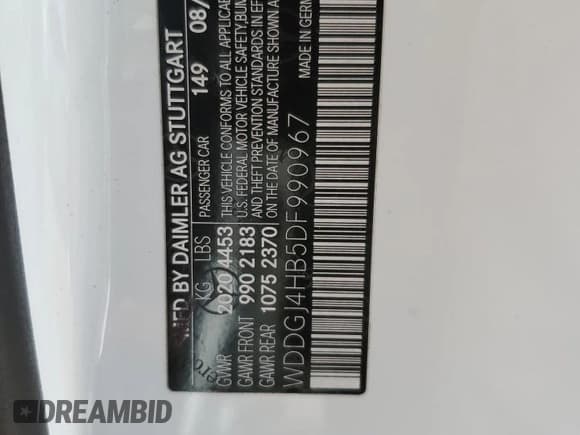 MFD BY DAIMLER AG STUTTGART
KG LBS PASSENGER CAR 149 08/
GVWR 2020 4453 THIS VEHICLE CONFORMS TO ALL APPLICABLE
GAWR FRONT 990 2183 U.S. FEDERAL MOTOR VEHICLE SAFETY, BUM
GAWR REAR 1075 2370 AND THEFT PREVENTION STANDARDS IN EF
ON THE DATE OF MANUFACTURE SHOWN A
WDDGJ4HB5DF990967 MADE IN GERM
DREAMBID